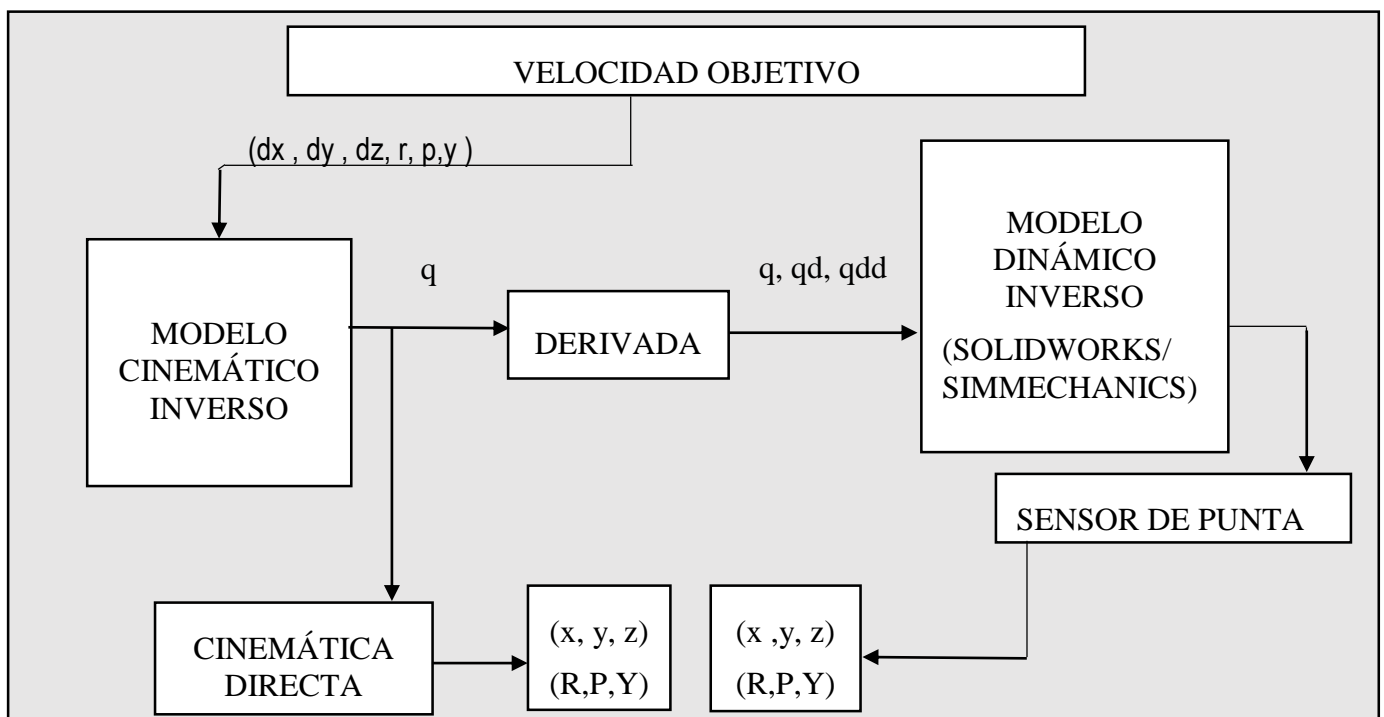 VELOCIDAD OBJETIVO
(dx , dy , dz, r, p,y )
MODELO
CINEMÁTICO
INVERSO
q
DERIVADA
q, qd, qdd
MODELO
DINÁMICO
INVERSO
(SOLIDWORKS/
SIMMECHANICS)
SENSOR DE PUNTA
CINEMÁTICA
DIRECTA
(x, y, z)
(R,P,Y)
(x ,y, z)
(R,P,Y)